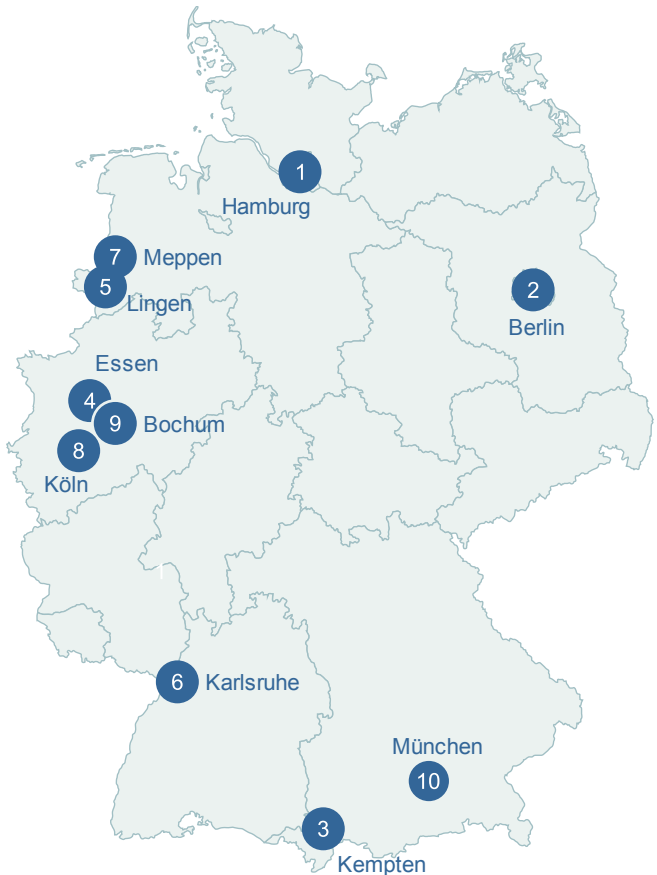 1
Hamburg
7 Meppen
5
Lingen
2
Berlin
Essen
4
9 Bochum
8
Köln
6 Karlsruhe
München
10
3
Kempten